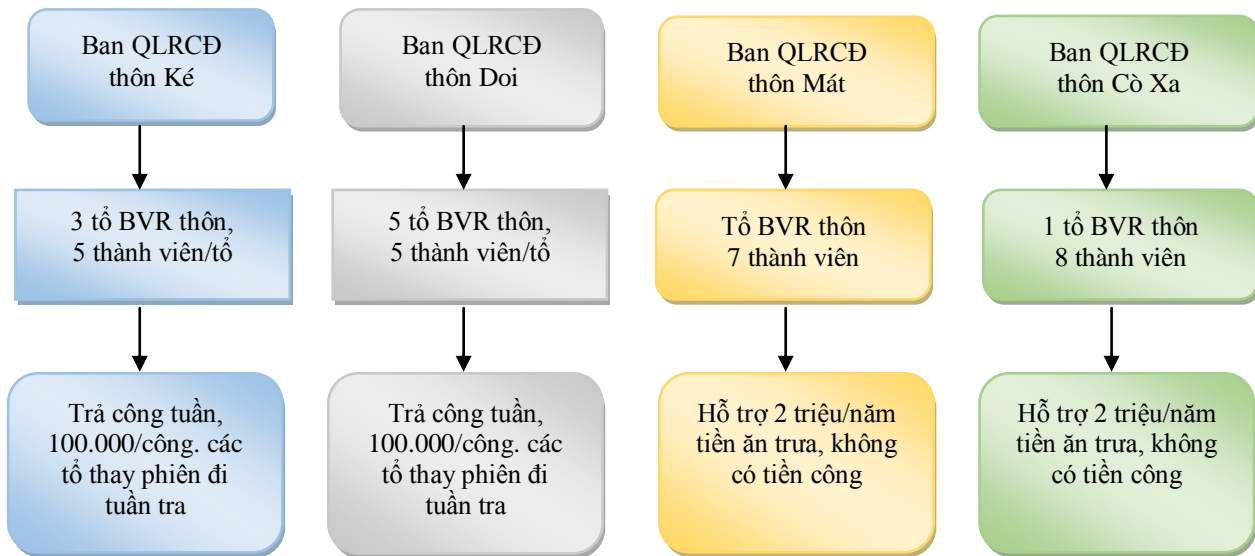 Ban QLRCĐ
thôn Ké
Ban QLRCĐ
thôn Doi
Ban QLRCĐ
thôn Mát
Ban QLRCĐ
thôn Cò Xa
3 tổ BVR thôn,
5 thành viên/tổ
5 tổ BVR thôn,
5 thành viên/tổ
Tổ BVR thôn
7 thành viên
1 tổ BVR thôn
8 thành viên
Trả công tuần,
100.000/công. các
tổ thay phiên đi
tuần tra
Trả công tuần,
100.000/công. các
tổ thay phiên đi
tuần tra
Hỗ trợ 2 triệu/năm
tiền ăn trưa, không
có tiền công
Hỗ trợ 2 triệu/năm
tiền ăn trưa, không
có tiền công